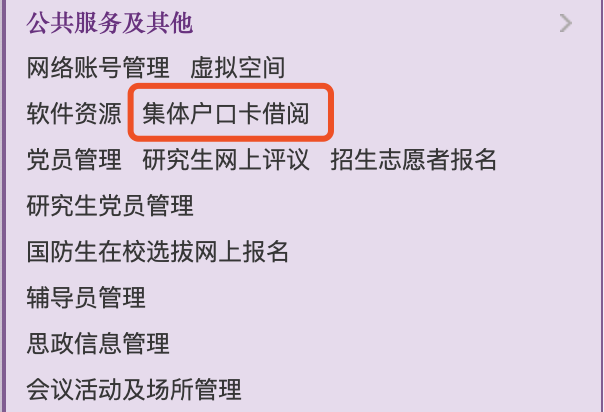 公共服务及其他
网络账号管理 虚拟空间
软件资源 集体户口卡借阅
党员管理 研究生网上评议 招生志愿者报名
研究生党员管理
国防生在校选拔网上报名
辅导员管理
思政信息管理
会议活动及场所管理